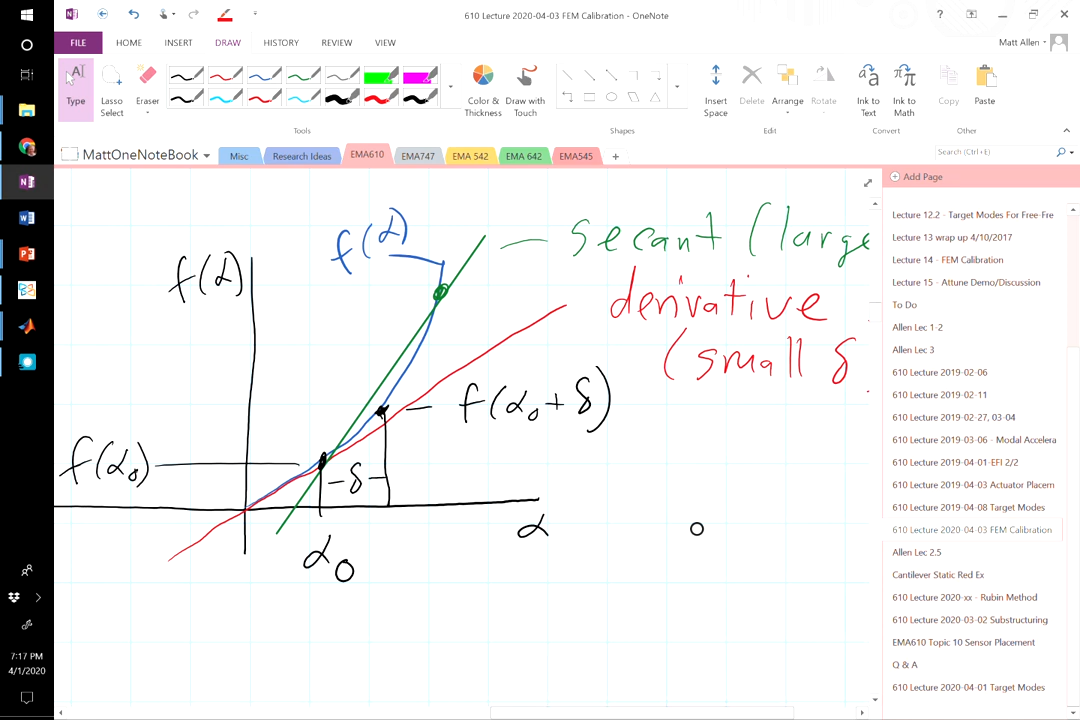 610 Lecture 2020-04-03 FEM Calibration - OneNote
FILE HOME INSERT DRAW HISTORY REVIEW VIEW
Matt Allen
Type
Lasso Select
Eraser
Color & Thickness
Draw with Touch
Insert Space
Delete
Arrange
Rotate
Ink to Text
Ink to Math
Copy
Paste
Tools
Shapes
Edit
Convert
Other
MattOneNoteBook
Misc
Research Ideas
EMA610
EMA747
EMA 542
EMA 642
EMA545
Search (Ctrl+E)
Add Page
Lecture 12.2 - Target Modes For Free-Fre
Lecture 13 wrap up 4/10/2017
Lecture 14 - FEM Calibration
Lecture 15 - Attune Demo/Discussion
To Do
Allen Lec 1-2
Allen Lec 3
610 Lecture 2019-02-06
610 Lecture 2019-02-11
610 Lecture 2019-02-27, 03-04
610 Lecture 2019-03-06 - Modal Accelera
610 Lecture 2019-04-01-EFI 2/2
610 Lecture 2019-04-03 Actuator Placem
610 Lecture 2019-04-08 Target Modes
610 Lecture 2020-04-03 FEM Calibration
Allen Lec 2.5
Cantilever Static Red Ex
610 Lecture 2020-xx - Rubin Method
610 Lecture 2020-03-02 Substructuring
EMA610 Topic 10 Sensor Placement
Q & A
610 Lecture 2020-04-01 Target Modes
f(α)
f(α)
secant (large
derivative
(small δ
f(α₀ + δ)
f(α₀)
δ
α₀
α
7:17 PM
4/1/2020